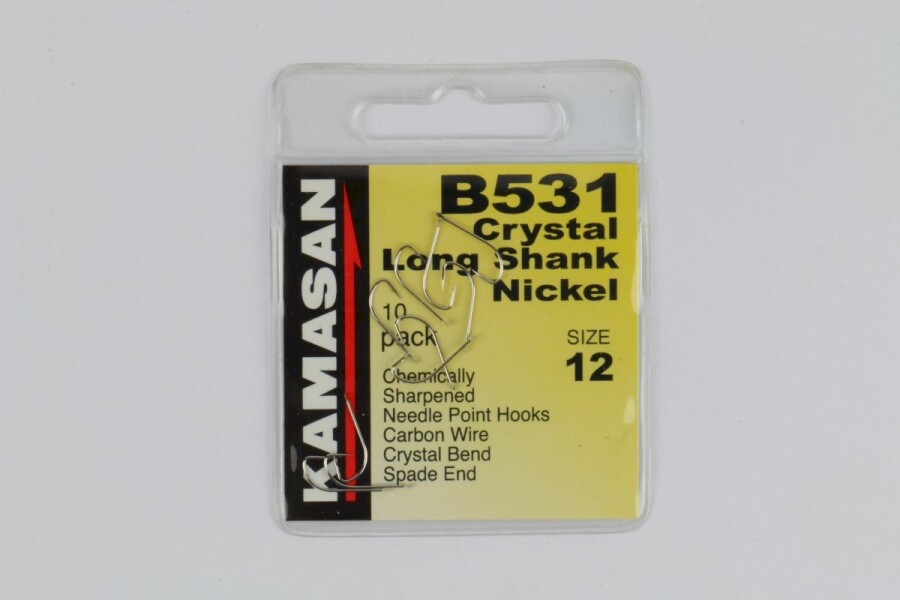 KAMASAN
B531
Crystal
Long Shank
Nickel
10
pack
SIZE
12
Chemically
Sharpened
Needle Point Hooks
Carbon Wire
Crystal Bend
Spade End